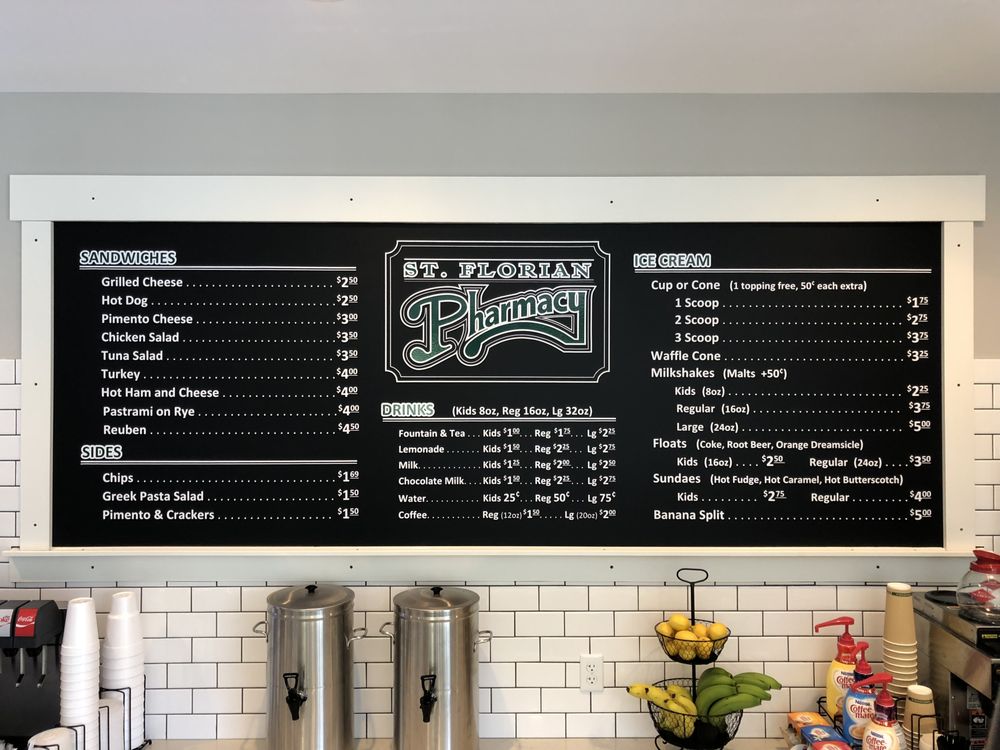 SANDWICHES
Grilled Cheese . . . . . . . . . . $2.50
Hot Dog . . . . . . . . . . $2.50
Pimento Cheese . . . . . . . . . . $3.00
Chicken Salad . . . . . . . . . . $3.50
Tuna Salad . . . . . . . . . . $3.50
Turkey . . . . . . . . . . $4.00
Hot Ham and Cheese . . . . . . . . . . $4.00
Pastrami on Rye . . . . . . . . . . $4.00
Reuben . . . . . . . . . . $4.50
SIDES
Chips . . . . . . . . . . $1.69
Greek Pasta Salad . . . . . . . . . . $1.50
Pimento & Crackers . . . . . . . . . . $1.50
ST. FLORIAN
Pharmacy
DRINKS (Kids 8oz, Reg 16oz, Lg 32oz)
Fountain & Tea . . . Kids $1.00 . . . Reg $1.75 . . . Lg $2.25
Lemonade . . . . . . . Kids $1.50 . . . Reg $2.25 . . . Lg $2.75
Milk . . . . . . . . . . . Kids $1.25 . . . Reg $2.00 . . . Lg $2.50
Chocolate Milk . . . Kids $1.50 . . . Reg $2.25 . . . Lg $2.75
Water . . . . . . . . . . Kids 25¢ . . . Reg 50¢ . . . Lg 75¢
Coffee . . . . . . . . . . Reg (12oz) $1.50 . . . . . Lg (20oz) $2.00
ICE CREAM
Cup or Cone (1 topping free, 50¢ each extra)
1 Scoop . . . . . . . . . . $1.75
2 Scoop . . . . . . . . . . $2.75
3 Scoop . . . . . . . . . . $3.75
Waffle Cone . . . . . . . . . . $3.25
Milkshakes (Malts +50¢)
Kids (8oz) . . . . . . . . . . $2.25
Regular (16oz) . . . . . . . . . . $3.75
Large (24oz) . . . . . . . . . . $5.00
Floats (Coke, Root Beer, Orange Dreamsicle)
Kids (16oz) . . . . $2.50 Regular (24oz) . . . . $3.50
Sundaes (Hot Fudge, Hot Caramel, Hot Butterscotch)
Kids . . . . . . . . $2.75 Regular . . . . . . . . $4.00
Banana Split . . . . . . . . . . $5.00
Coca-Cola
Nestle
Coffee mate
Coffee mate
Coffee mate